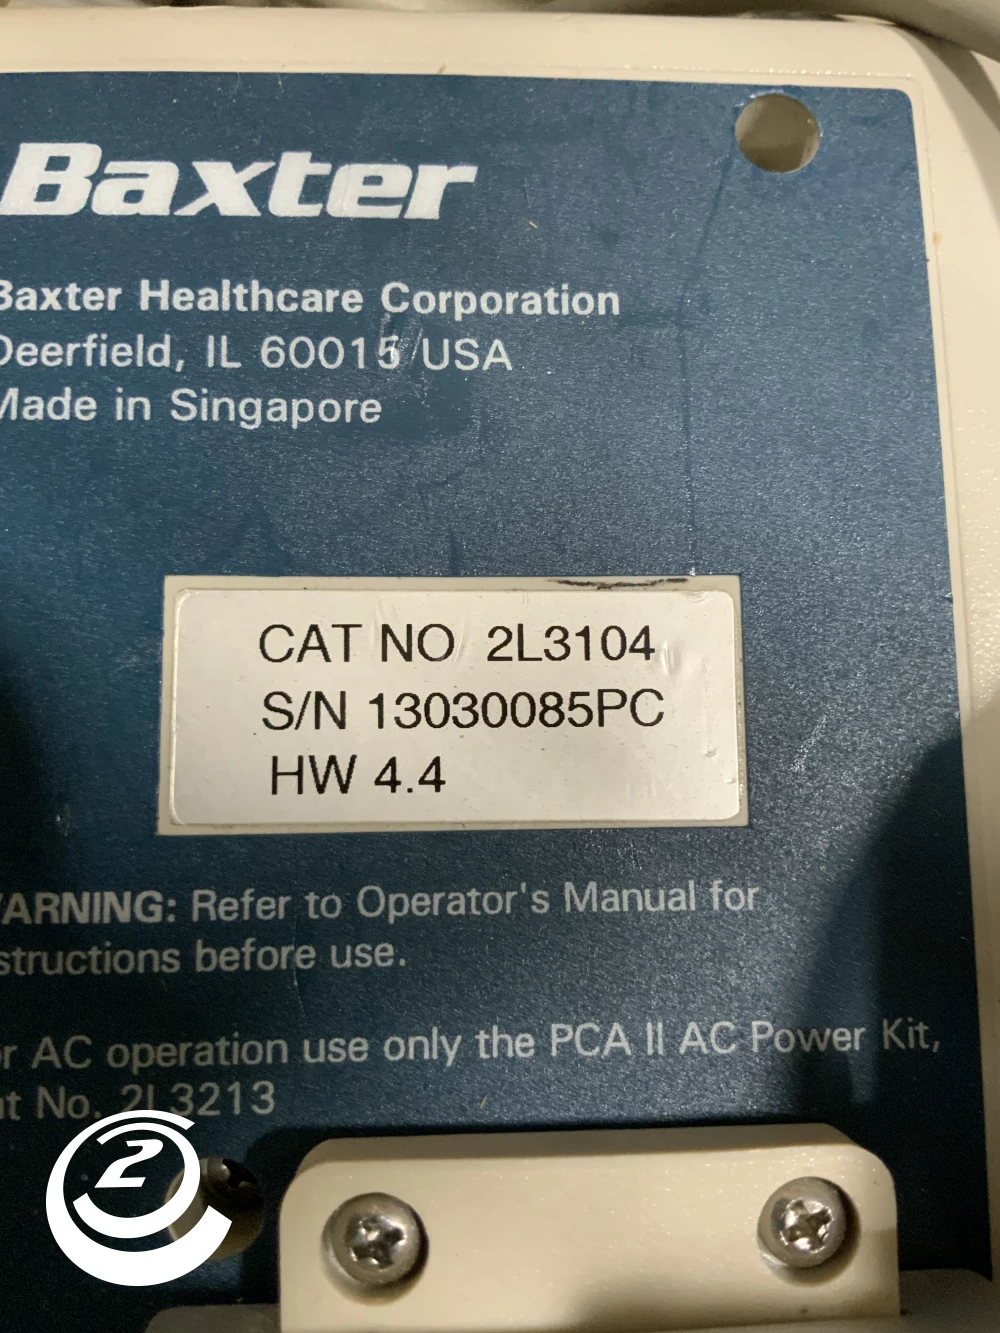 Baxter
Baxter Healthcare Corporation
Deerfield, IL 60015 USA
Made in Singapore
CAT NO 2L3104
S/N 13030085PC
HW 4.4
ARNING: Refer to Operator's Manual for
structions before use.
r AC operation use only the PCA II AC Power Kit,
at No. 2L3213
2